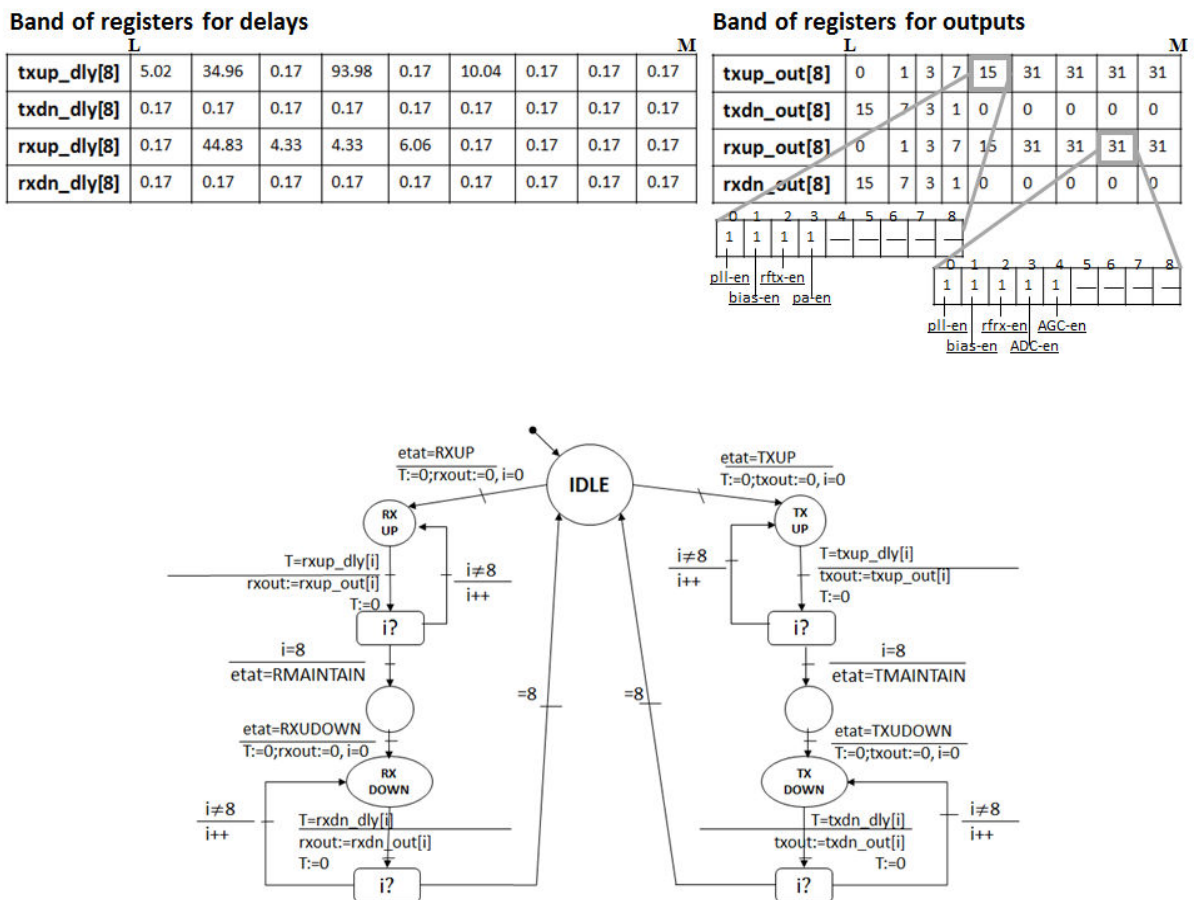 Band of registers for delays
L M
txup_dly[8] 5.02 34.96 0.17 93.98 0.17 10.04 0.17 0.17 0.17
txdn_dly[8] 0.17 0.17 0.17 0.17 0.17 0.17 0.17 0.17 0.17
rxup_dly[8] 0.17 44.83 4.33 4.33 6.06 0.17 0.17 0.17 0.17
rxdn_dly[8] 0.17 0.17 0.17 0.17 0.17 0.17 0.17 0.17 0.17
Band of registers for outputs
L M
txup_out[8] 0 1 3 7 15 31 31 31 31
txdn_out[8] 15 7 3 1 0 0 0 0 0
rxup_out[8] 0 1 3 7 15 31 31 31 31
rxdn_out[8] 15 7 3 1 0 0 0 0 0
0 1 2 3 4 5 6 7 8
1 1 1 1 — — — — —
pll-en rftx-en
bias-en pa-en
0 1 2 3 4 5 6 7 8
1 1 1 1 1 — — — —
pll-en rfrx-en AGC-en
bias-en ADC-en
etat=RXUP
T:=0;rxout:=0, i=0
IDLE
etat=TXUP
T:=0;txout:=0, i=0
RX
UP
TX
UP
T=rxup_dly[i]
rxout:=rxup_out[i]
T:=0
i≠8
i++
i≠8
i++
T=txup_dly[i]
txout:=txup_out[i]
T:=0
i?
i?
i=8
etat=RMAINTAIN
i=8
etat=TMAINTAIN
=8
=8
etat=RXUDOWN
T:=0;rxout:=0, i=0
etat=TXUDOWN
T:=0;txout:=0, i=0
RX
DOWN
TX
DOWN
i≠8
i++
T=rxdn_dly[i]
rxout:=rxdn_out[i]
T:=0
T=txdn_dly[i]
txout:=txdn_out[i]
T:=0
i≠8
i++
i?
i?